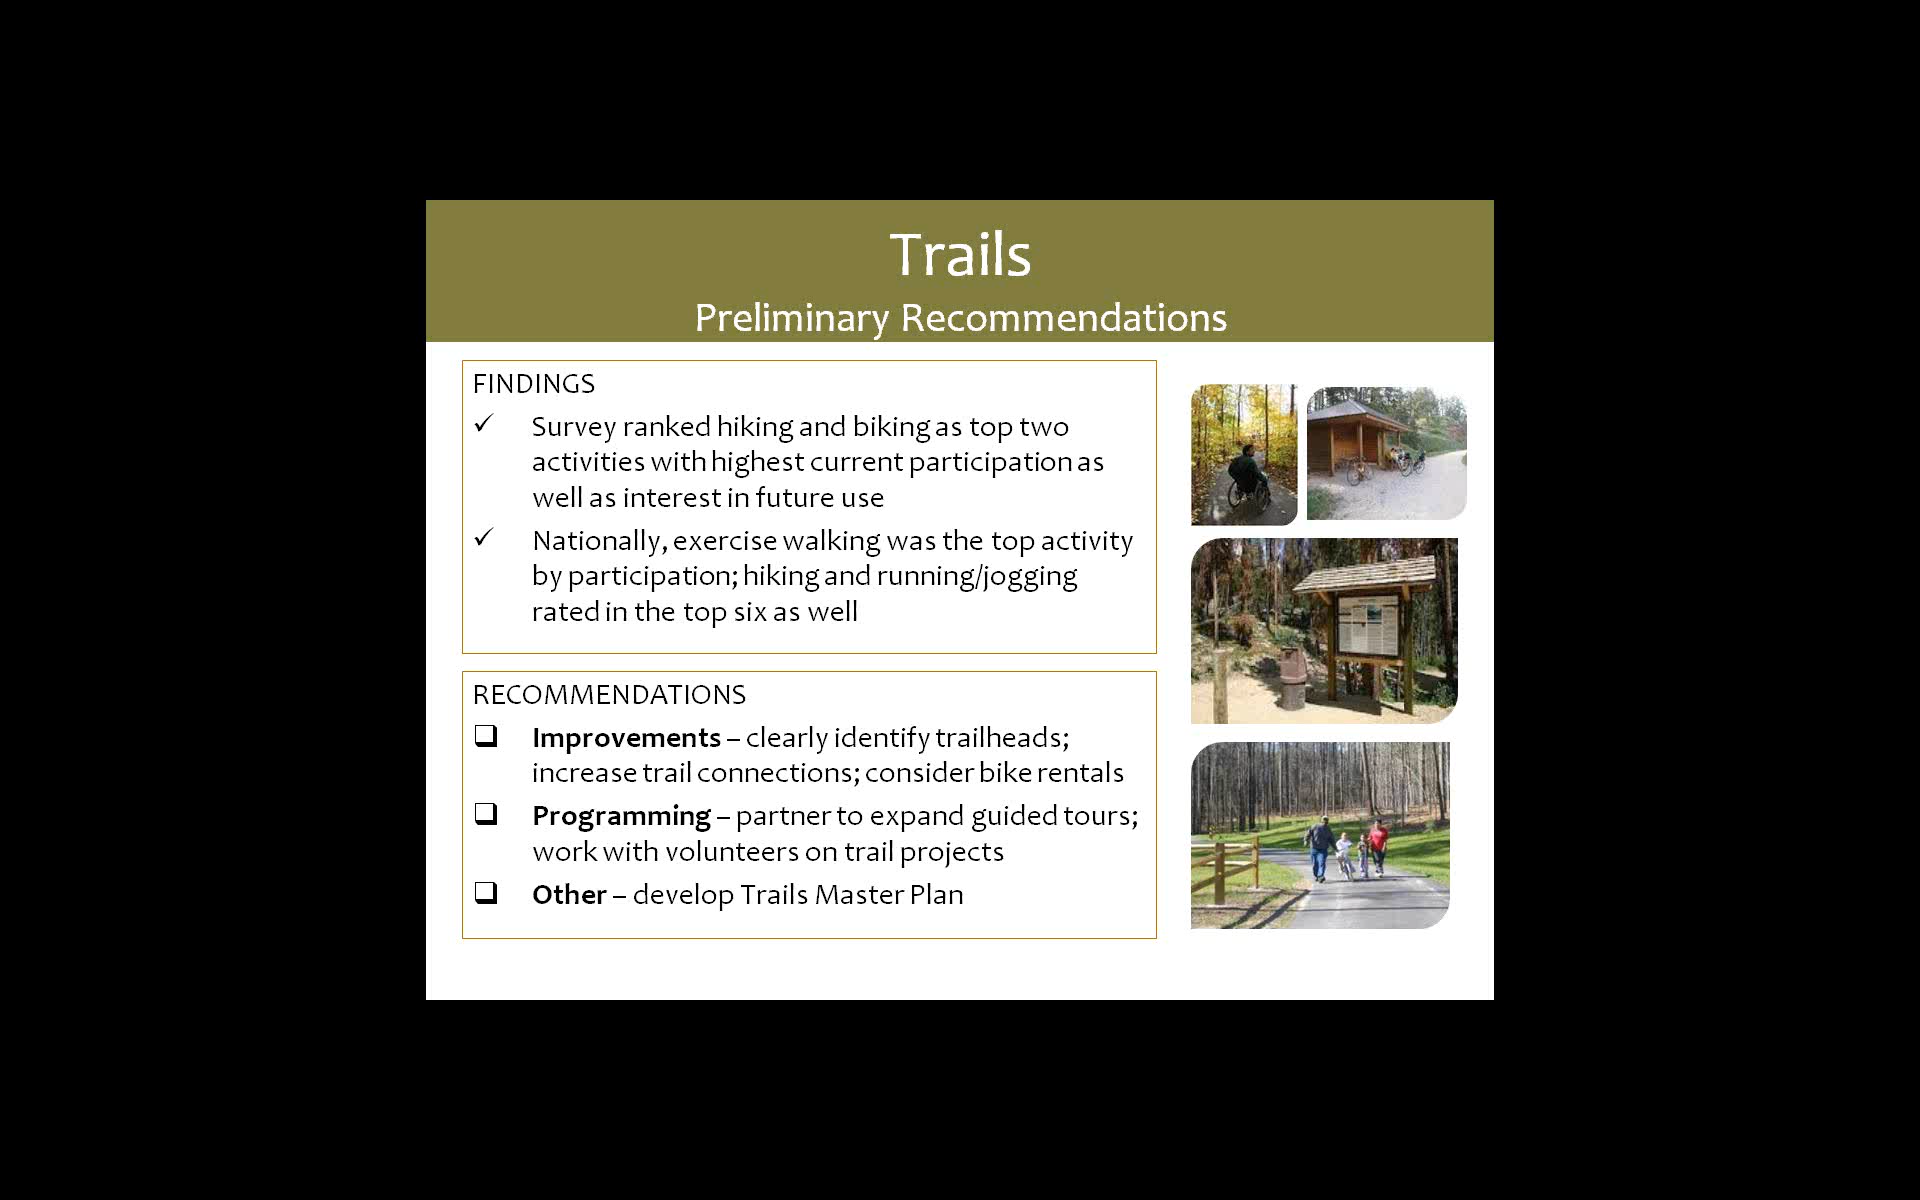 Trails
Preliminary Recommendations
FINDINGS
✓ Survey ranked hiking and biking as top two
activities with highest current participation as
well as interest in future use
✓ Nationally, exercise walking was the top activity
by participation; hiking and running/jogging
rated in the top six as well
RECOMMENDATIONS
❑ Improvements – clearly identify trailheads;
increase trail connections; consider bike rentals
❑ Programming – partner to expand guided tours;
work with volunteers on trail projects
❑ Other – develop Trails Master Plan